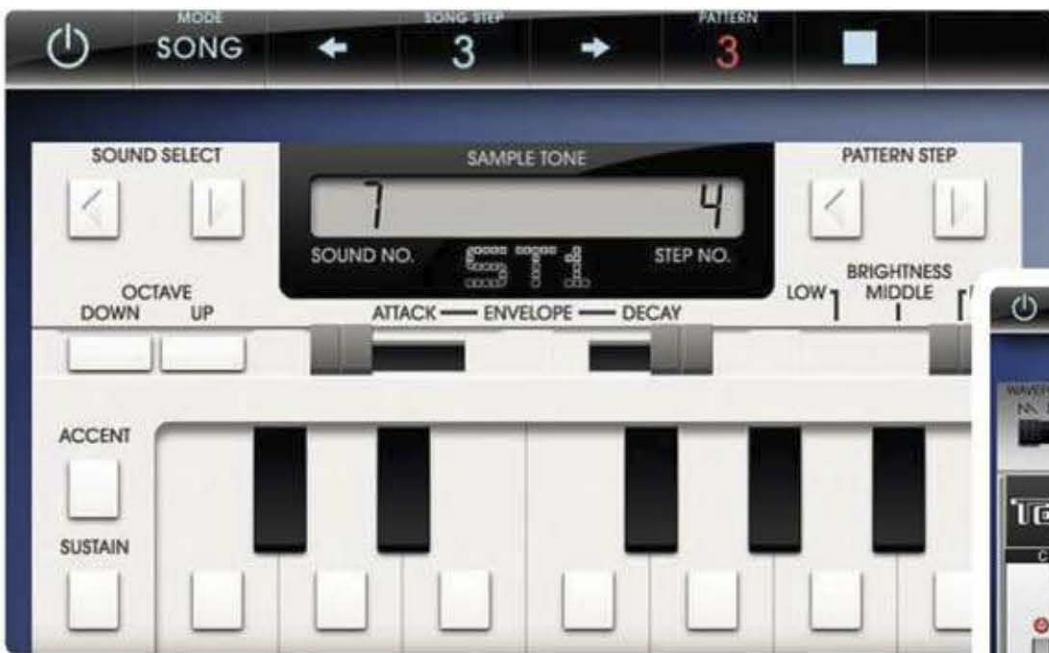 MODE
SONG
SONG STEP
3
PATTERN
3
SOUND SELECT
SAMPLE TONE
PATTERN STEP
7 4
SOUND NO.
ST1
STEP NO.
OCTAVE
DOWN UP
ATTACK ENVELOPE DECAY
BRIGHTNESS
LOW MIDDLE
ACCENT
SUSTAIN